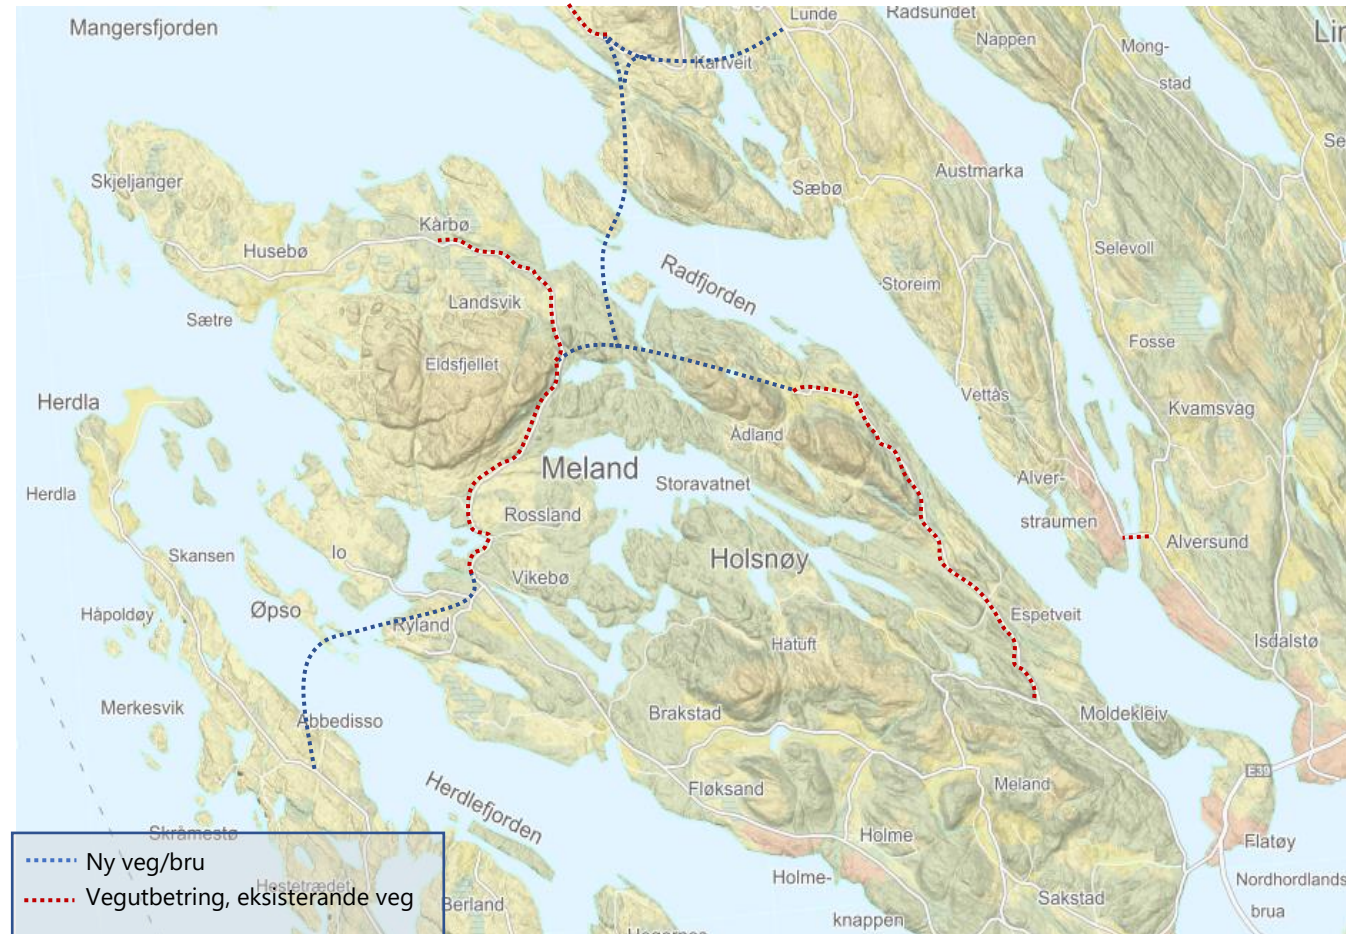 Lunde
Radsundet
Mangersfjorden
Nappen
Mong-
stad
Kartveit
Austmarka
Skjeljanger
Sæbø
Kårbø
Husebø
Selevoll
Radfjorden
Storeim
Landsvik
Sætre
Fosse
Eldsfjellet
Vettås
Herdla
Kvamsvåg
Ådland
Meland
Storavatnet
Alver-
straumen
Herdla
Rossland
Alversund
Skansen
Io
Holsnøy
Vikebø
Håpoldøy
Øpso
Ryland
Espetveit
Håtuft
Isdalstø
Merkesvik
Brakstad
Moldekleiv
Abbedisso
E39
Meland
Fløksand
Herdlefjorden
Skråmestø
Holme
Flatøy
Ny veg/bru
Vegutbetring, eksisterande veg
Hestetrædet
Berland
Holme-
knappen
Sakstad
Nordhordlands-
brua